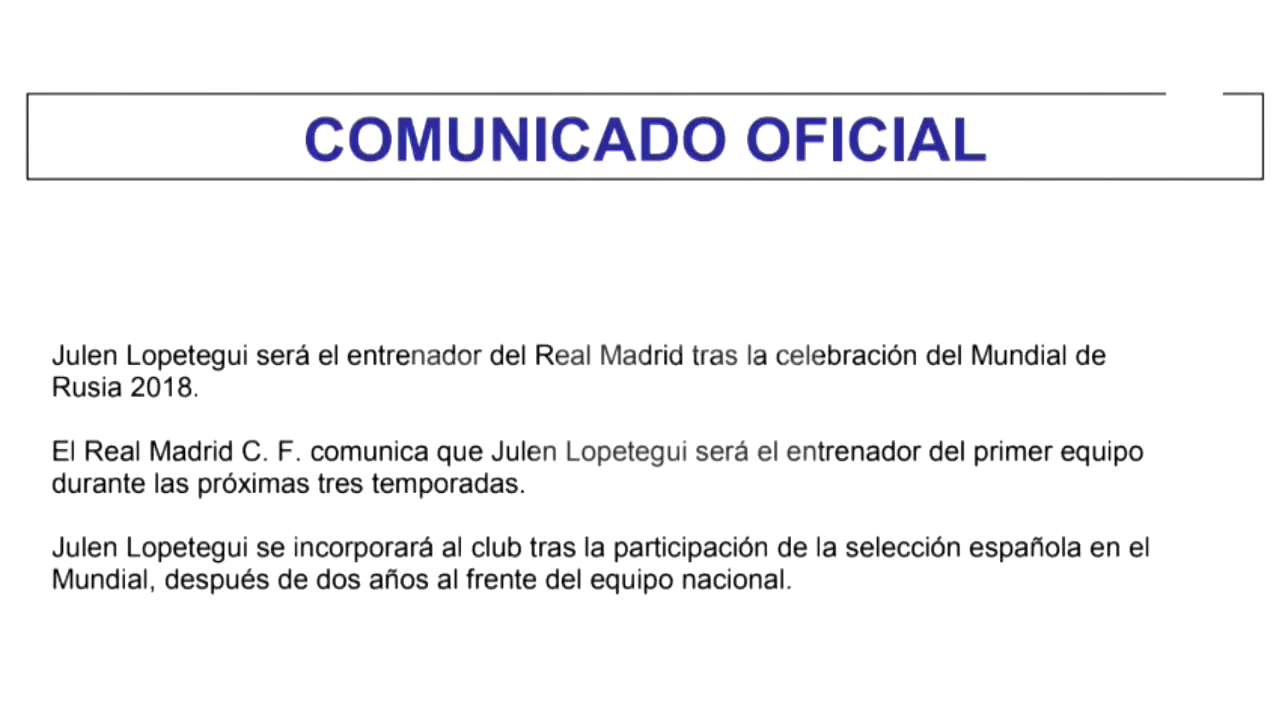 COMUNICADO OFICIAL
Julen Lopetegui será el entrenador del Real Madrid tras la celebración del Mundial de
Rusia 2018.
El Real Madrid C. F. comunica que Julen Lopetegui será el entrenador del primer equipo
durante las próximas tres temporadas.
Julen Lopetegui se incorporará al club tras la participación de la selección española en el
Mundial, después de dos años al frente del equipo nacional.